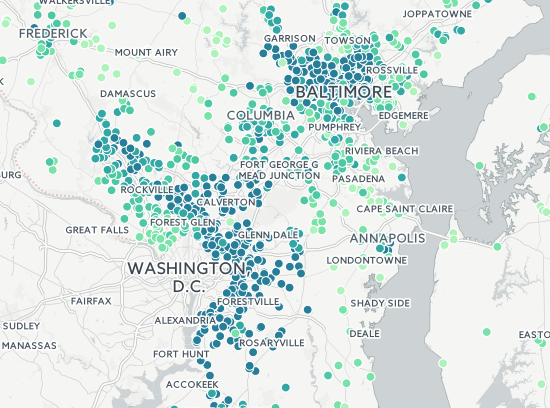 WALKERSVILLE
JOPPATOWNE
FREDERICK
GARRISON
TOWSON
MOUNT AIRY
ROSSVILLE
DAMASCUS
BALTIMORE
COLUMBIA
EDGEMERE
PUMPHREY
RIVIERA BEACH
FORT GEORGE G
MEAD JUNCTION
PASADENA
BURG
ROCKVILLE
CALVERTON
CAPE SAINT CLAIRE
FOREST GLEN
GREAT FALLS
GLENN DALE
ANNAPOLIS
LONDONTOWNE
WASHINGTON
D.C.
FAIRFAX
FORESTVILLE
SHADY SIDE
SUDLEY
ALEXANDRIA
DEALE
EASTO
MANASSAS
ROSARYVILLE
FORT HUNT
ACCOKEEK